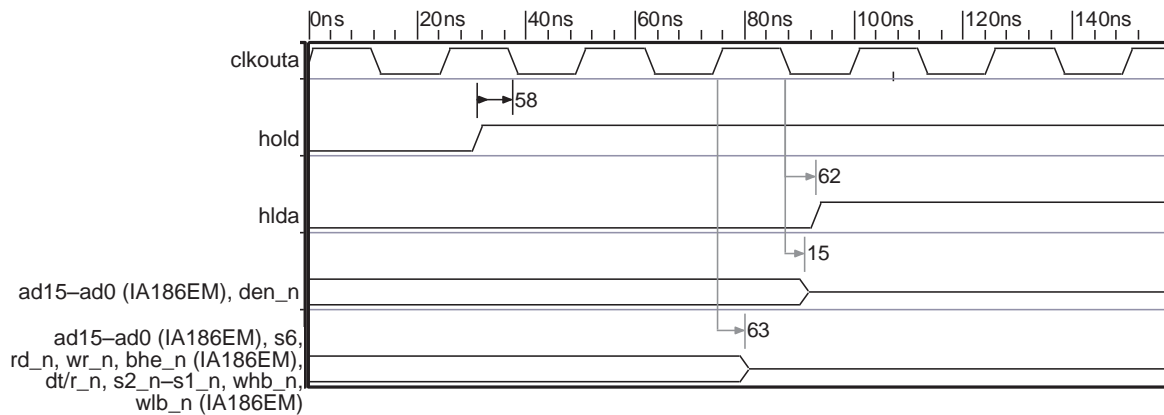 0ns 20ns 40ns 60ns 80ns 100ns 120ns 140ns
clkouta
58
hold
62
hlda
15
ad15–ad0 (IA186EM), den_n
63
ad15–ad0 (IA186EM), s6,
rd_n, wr_n, bhe_n (IA186EM),
dt/r_n, s2_n–s1_n, whb_n,
wlb_n (IA186EM)